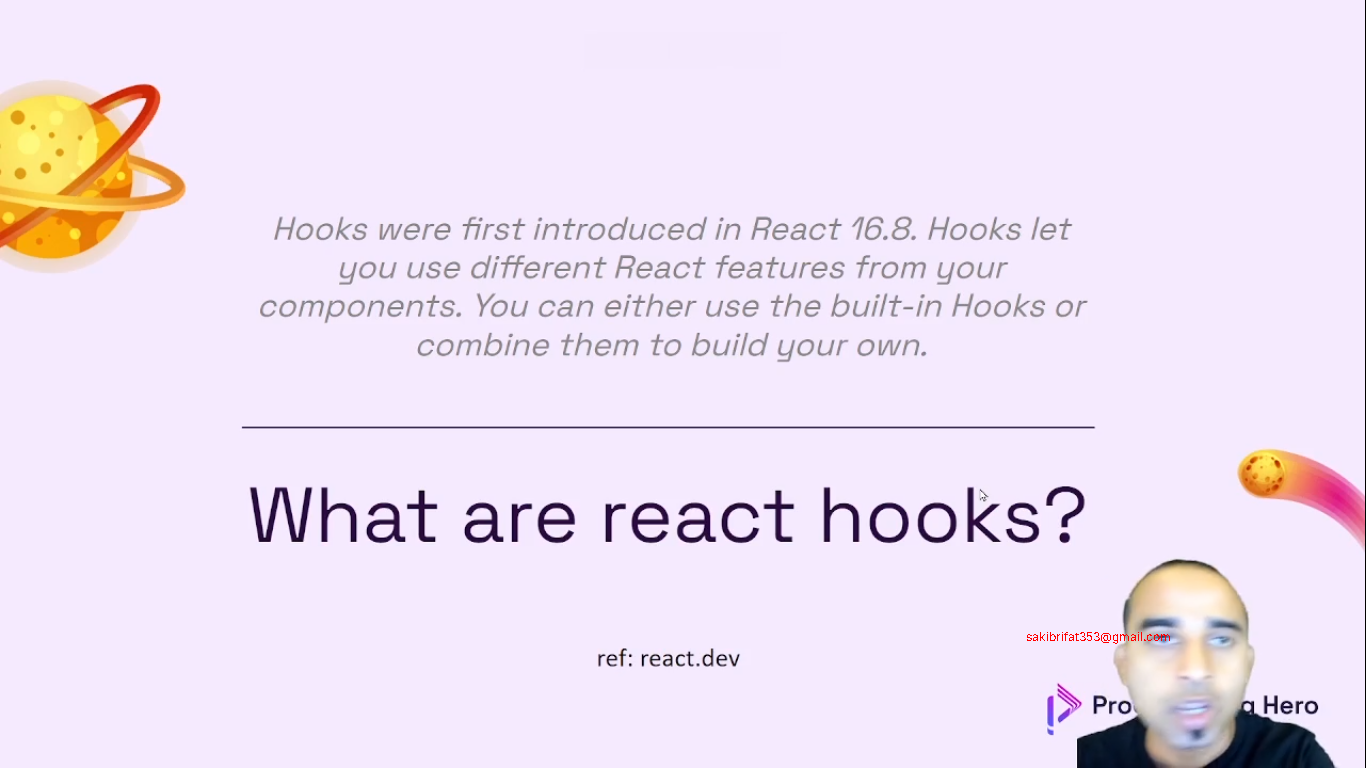 Hooks were first introduced in React 16.8. Hooks let
you use different React features from your
components. You can either use the built-in Hooks or
combine them to build your own.
What are react hooks?
sakibrifat353@gmail.com
ref: react.dev
Hero